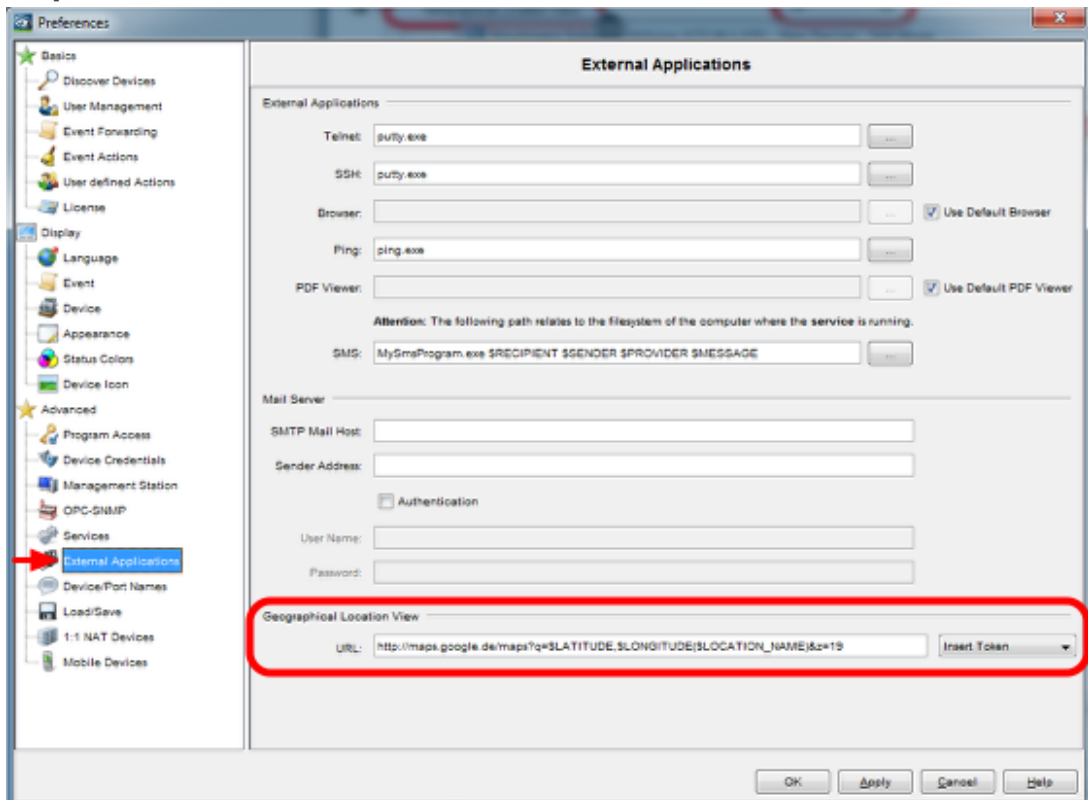 Preferences
Basics
Discover Devices
User Management
Event Forwarding
Event Actions
User defined Actions
License
Display
Language
Event
Device
Appearance
Status Colors
Device Icon
Advanced
Program Access
Device Credentials
Management Station
OPC-SNMP
Services
External Applications
Device/Port Names
Load/Save
1:1 NAT Devices
Mobile Devices
External Applications
External Applications
Telnet: putty.exe ...
SSH: putty.exe ...
Browser: ... Use Default Browser
Ping: ping.exe ...
PDF Viewer: ... Use Default PDF Viewer
Attention: The following path relates to the filesystem of the computer where the service is running.
SMS: MySmsProgram.exe $RECIPIENT $SENDER $PROVIDER $MESSAGE ...
Mail Server
SMTP Mail Host:
Sender Address:
Authentication
User Name:
Password:
Geographical Location View
URL: http://maps.google.de/maps?q=$LATITUDE,$LONGITUDE($LOCATION_NAME)&z=19 Insert Token
OK Apply Cancel Help